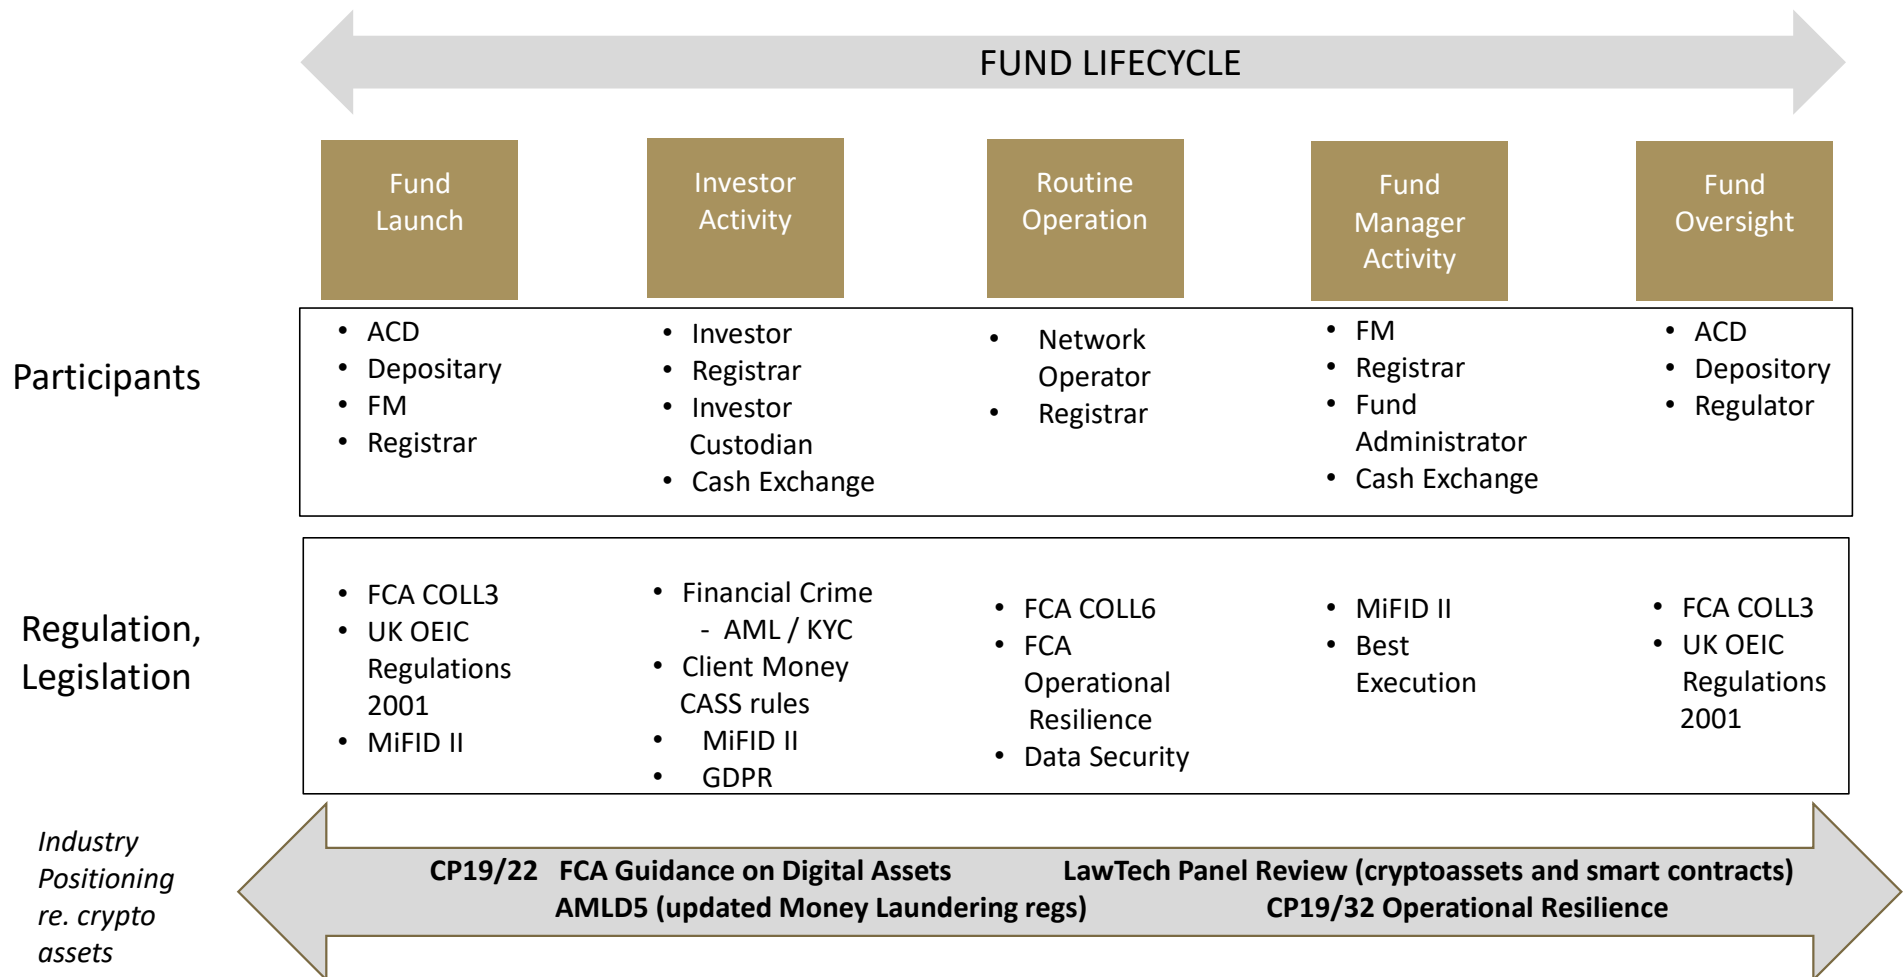 FUND LIFECYCLE
Fund
Launch
Investor
Activity
Routine
Operation
Fund
Manager
Activity
Fund
Oversight
Participants
• ACD
• Depositary
• FM
• Registrar
• Investor
• Registrar
• Investor
Custodian
• Cash Exchange
• Network
Operator
• Registrar
• FM
• Registrar
• Fund
Administrator
• Cash Exchange
• ACD
• Depository
• Regulator
Regulation,
Legislation
• FCA COLL3
• UK OEIC
Regulations
2001
• MiFID II
• Financial Crime
- AML / KYC
• Client Money
CASS rules
• MiFID II
• GDPR
• FCA COLL6
• FCA
Operational
Resilience
• Data Security
• MiFID II
• Best
Execution
• FCA COLL3
• UK OEIC
Regulations
2001
Industry
Positioning
re. crypto
assets
CP19/22 FCA Guidance on Digital Assets LawTech Panel Review (cryptoassets and smart contracts)
AMLD5 (updated Money Laundering regs) CP19/32 Operational Resilience